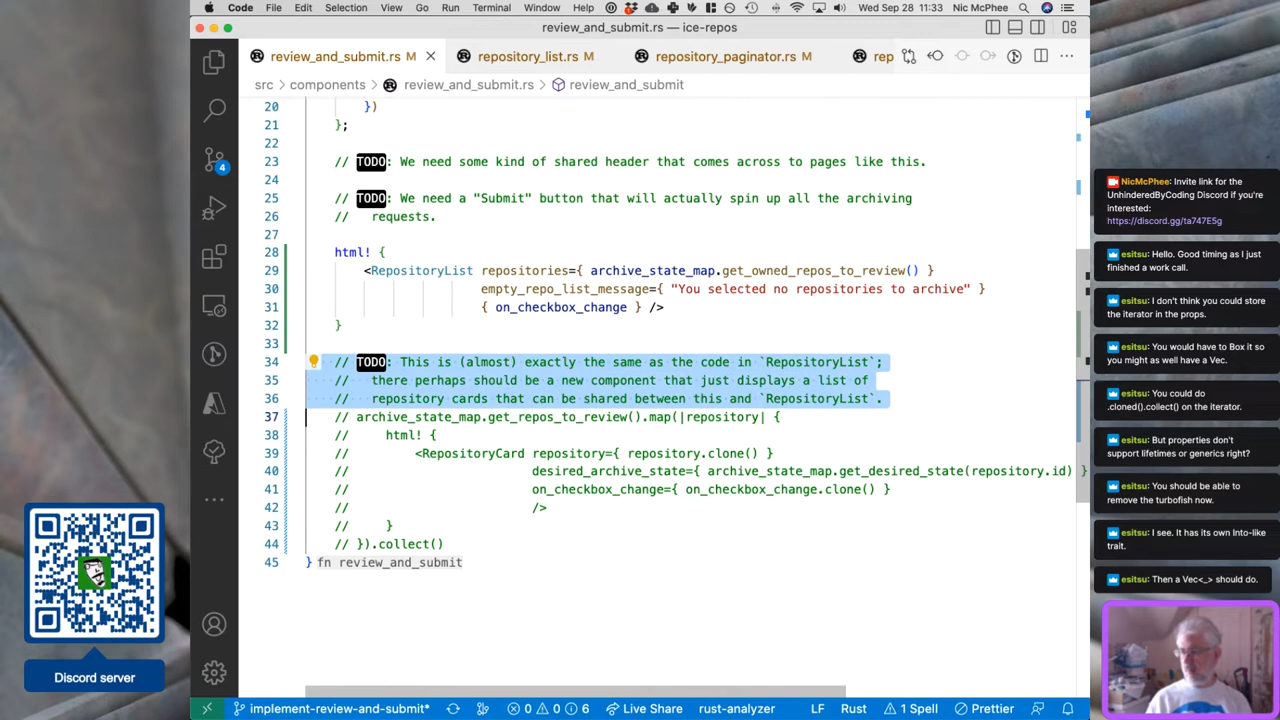 Code File Edit Selection View Go Run Terminal Window Help Wed Sep 28 11:33 Nic McPhee
review_and_submit.rs — ice-repos
review_and_submit.rs M repository_list.rs M repository_paginator.rs M rep
src › components › review_and_submit.rs › review_and_submit
20 })
21 };
22
23 // TODO: We need some kind of shared header that comes across to pages like this.
24
25 // TODO: We need a "Submit" button that will actually spin up all the archiving
26 // requests.
27
28 html! {
29 <RepositoryList repositories={ archive_state_map.get_owned_repos_to_review() }
30 empty_repo_list_message={ "You selected no repositories to archive" }
31 { on_checkbox_change } />
32 }
33
34 // TODO: This is (almost) exactly the same as the code in `RepositoryList`;
35 // there perhaps should be a new component that just displays a list of
36 // repository cards that can be shared between this and `RepositoryList`.
37 // archive_state_map.get_repos_to_review().map(|repository| {
38 // html! {
39 // <RepositoryCard repository={ repository.clone() }
40 // desired_archive_state={ archive_state_map.get_desired_state(repository.id) }
41 // on_checkbox_change={ on_checkbox_change.clone() }
42 // />
43 // }
44 // }).collect()
45 } fn review_and_submit
4
implement-review-and-submit* 0 0 6 Live Share rust-analyzer LF Rust 1 Spell Prettier
Discord server
NicMcPhee: Invite link for the
UnhinderedByCoding Discord if you're
interested:
https://discord.gg/ta747E5g
esitsu: Hello. Good timing as I just
finished a work call.
esitsu: I don't think you could store
the iterator in the props.
esitsu: You would have to Box it so
you might as well have a Vec.
esitsu: You could do
.cloned().collect() on the iterator.
esitsu: But properties don't
support lifetimes or generics right?
esitsu: You should be able to
remove the turbofish now.
esitsu: I see. It has its own Into-like
trait.
esitsu: Then a Vec<_> should do.